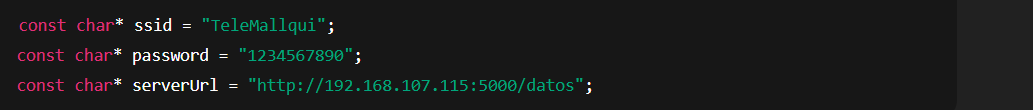 const char* ssid = "TeleMallqui";
const char* password = "1234567890";
const char* serverUrl = "http://192.168.107.115:5000/datos";